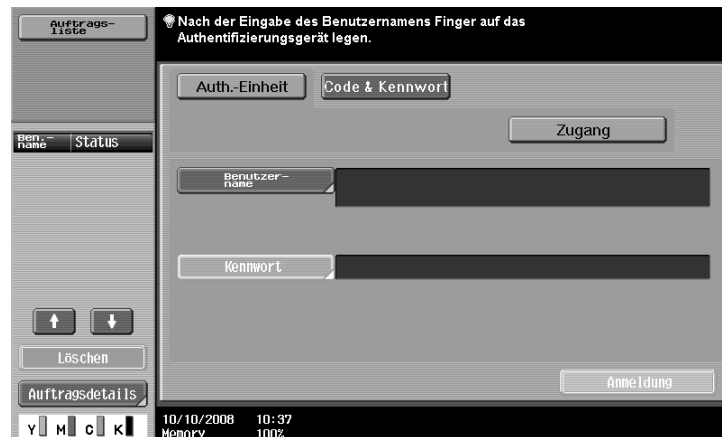 Auftrags-
liste
Nach der Eingabe des Benutzernamens Finger auf das
Authentifizierungsgerät legen.
Auth.-Einheit Code & Kennwort
Zugang
Ben.-
name Status
Benutzer-
name
Kennwort
Löschen
Anmeldung
Auftragsdetails
Y M C K
10/10/2008 10:37
Memory 100%